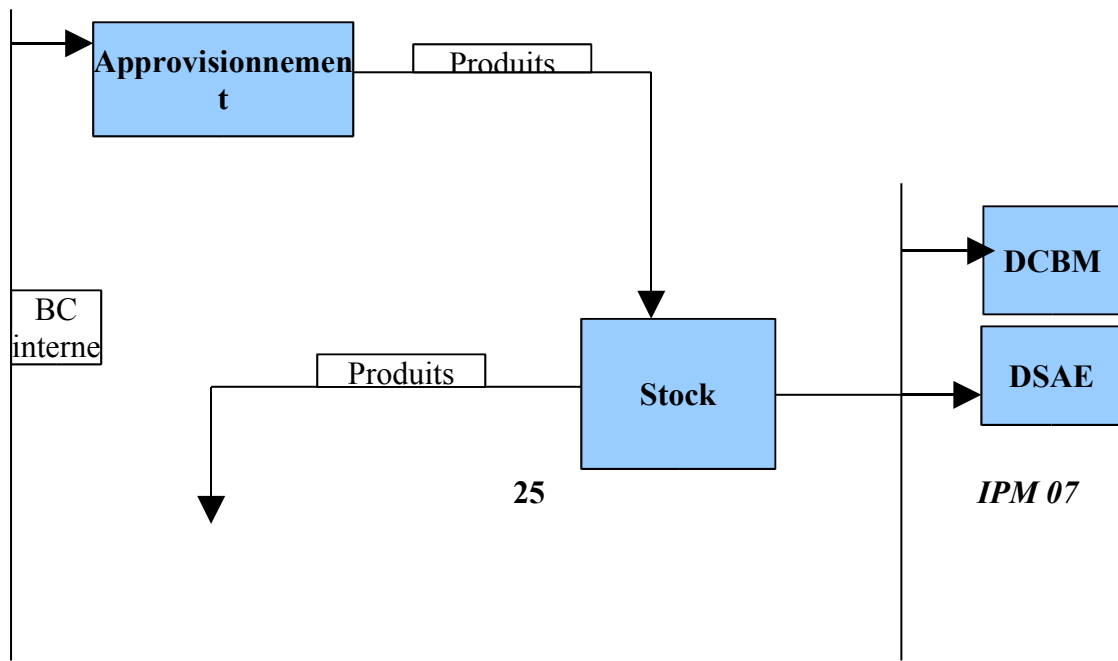 Approvisionnemen
t
Produits
DCBM
BC
interne
Produits
Stock
DSAE
25
IPM 07